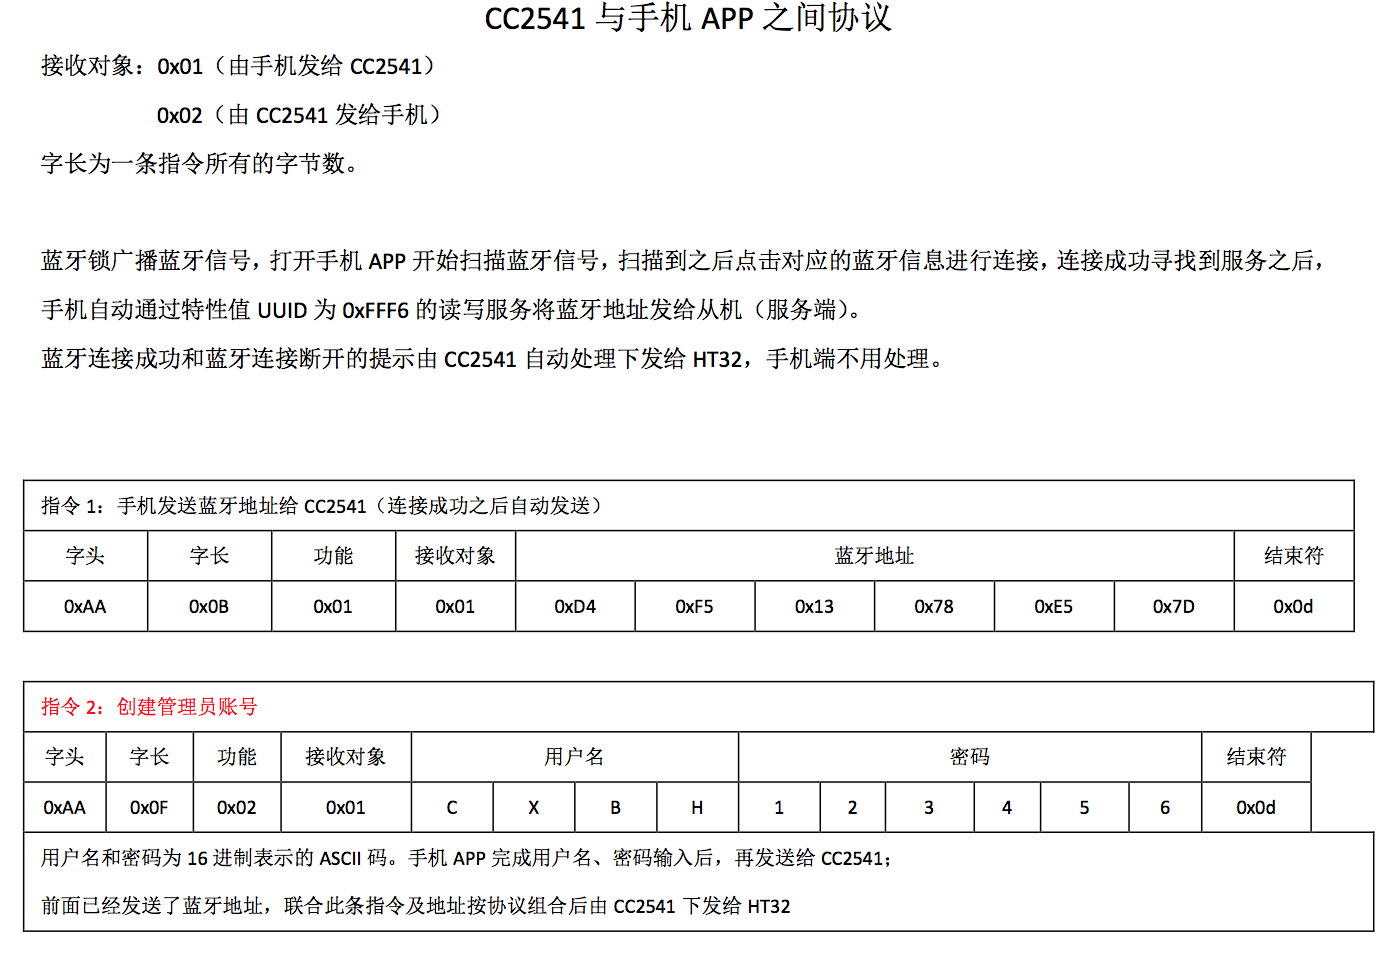 CC2541 与手机 APP 之间协议
接收对象：0x01（由手机发给 CC2541）
0x02（由 CC2541 发给手机）
字长为一条指令所有的字节数。
蓝牙锁广播蓝牙信号，打开手机 APP 开始扫描蓝牙信号，扫描到之后点击对应的蓝牙信息进行连接，连接成功寻找到服务之后，
手机自动通过特性值 UUID 为 0xFFF6 的读写服务将蓝牙地址发给从机（服务端）。
蓝牙连接成功和蓝牙连接断开的提示由 CC2541 自动处理下发给 HT32，手机端不用处理。
指令 1：手机发送蓝牙地址给 CC2541（连接成功之后自动发送）
字头 字长 功能 接收对象 蓝牙地址 结束符
0xAA 0x0B 0x01 0x01 0xD4 0xF5 0x13 0x78 0xE5 0x7D 0x0d
指令 2：创建管理员账号
字头 字长 功能 接收对象 用户名 密码 结束符
0xAA 0x0F 0x02 0x01 C X B H 1 2 3 4 5 6 0x0d
用户名和密码为 16 进制表示的 ASCII 码。手机 APP 完成用户名、密码输入后，再发送给 CC2541；
前面已经发送了蓝牙地址，联合此条指令及地址按协议组合后由 CC2541 下发给 HT32